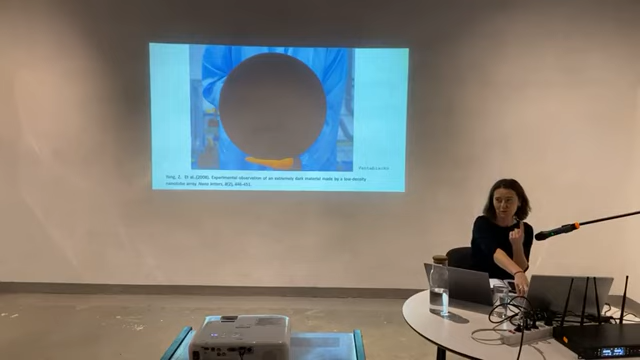 Yang, Z. Et al. (2008). Experimental observation of an extremely dark material made by a low-density
nanotube array. Nano letters, 8(2), 446-451.